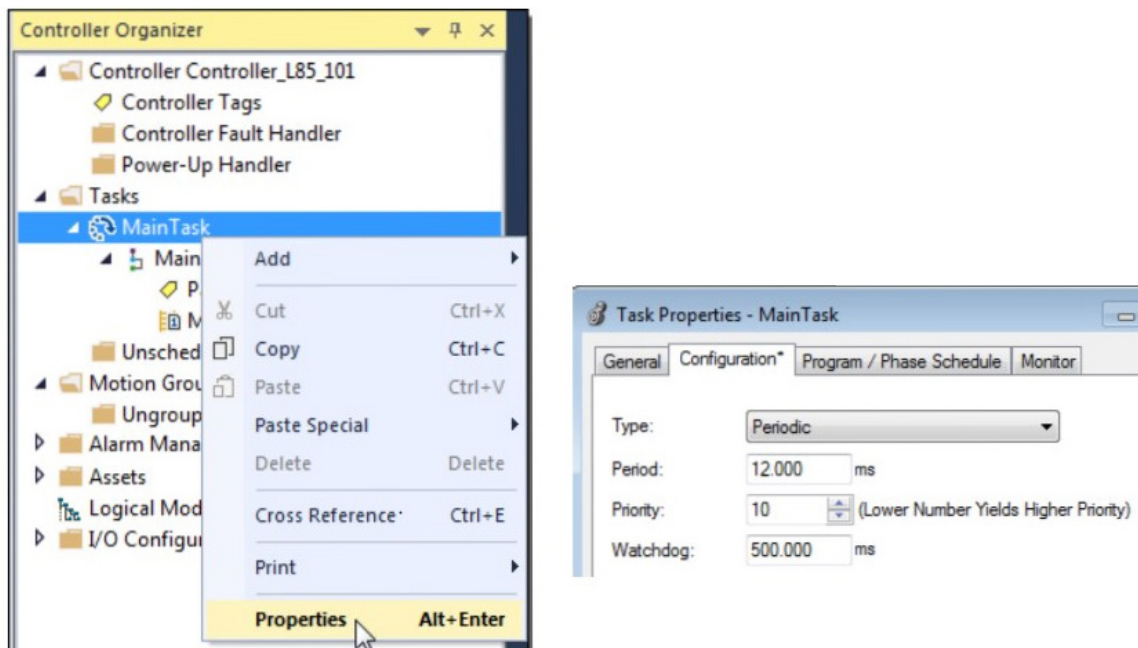 Controller Organizer
Controller Controller_L85_101
Controller Tags
Controller Fault Handler
Power-Up Handler
Tasks
MainTask
Main
P
M
Unsched
Motion Grou
Ungroup
Alarm Mana
Assets
Logical Mod
I/O Configu
Add
Cut Ctrl+X
Copy Ctrl+C
Paste Ctrl+V
Paste Special
Delete Delete
Cross Reference Ctrl+E
Print
Properties Alt+Enter
Task Properties - MainTask
General Configuration* Program / Phase Schedule Monitor
Type: Periodic
Period: 12.000 ms
Priority: 10 (Lower Number Yields Higher Priority)
Watchdog: 500.000 ms